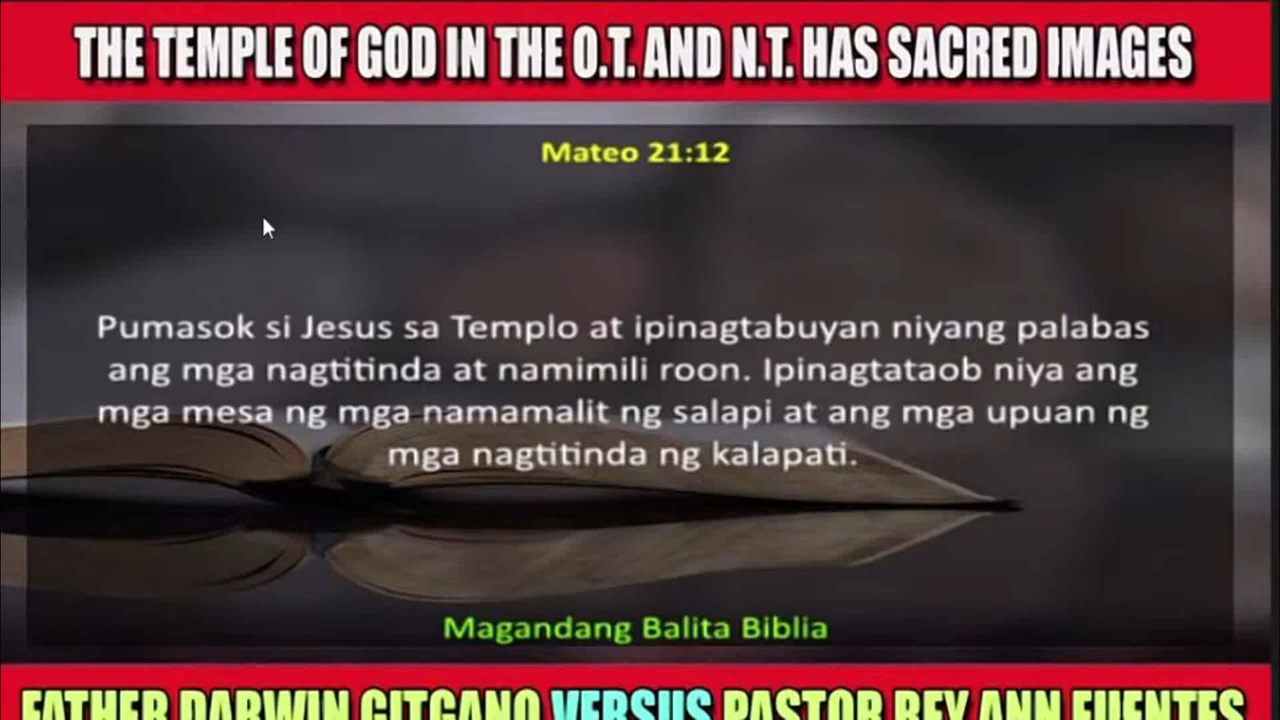 THE TEMPLE OF GOD IN THE O.T. AND N.T. HAS SACRED IMAGES
Mateo 21:12
Pumasok si Jesus sa Templo at ipinagtabuyan niyang palabas
ang mga nagtitinda at namimili roon. Ipinagtataob niya ang
mga mesa ng mga namamalit ng salapi at ang mga upuan ng
mga nagtitinda ng kalapati.
Magandang Balita Biblia
FATHER DARWIN GITGANO VERSUS PASTOR REY ANN FUENTES